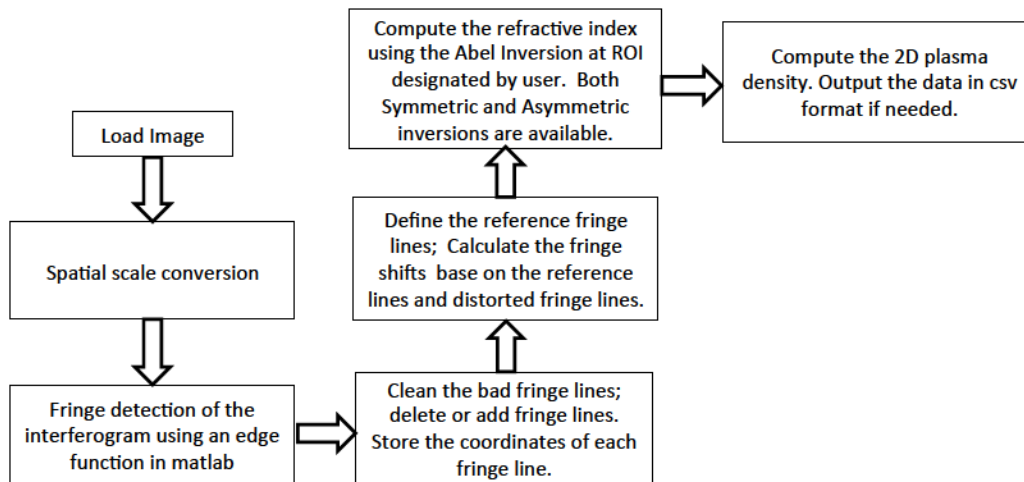 Load Image
Spatial scale conversion
Fringe detection of the
interferogram using an edge
function in matlab
Clean the bad fringe lines;
delete or add fringe lines.
Store the coordinates of each
fringe line.
Define the reference fringe
lines;  Calculate the fringe
shifts  base on the reference
lines and distorted fringe lines.
Compute the refractive index
using the Abel Inversion at ROI
designated by user.  Both
Symmetric and Asymmetric
inversions are available.
Compute the 2D plasma
density. Output the data in csv
format if needed.